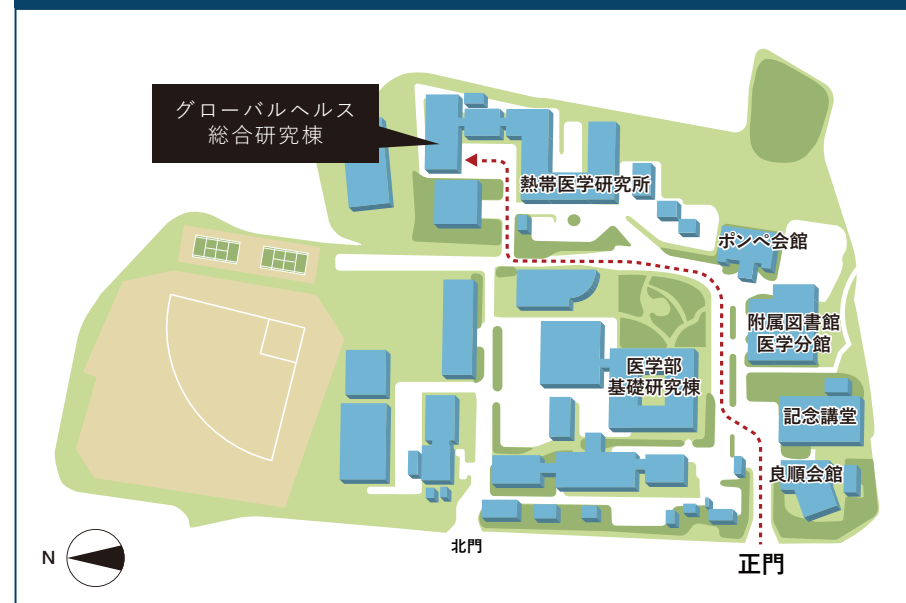 グローバルヘルス
総合研究棟
熱帯医学研究所
ポンペ会館
附属図書館
医学分館
医学部
基礎研究棟
記念講堂
良順会館
北門
N
正門